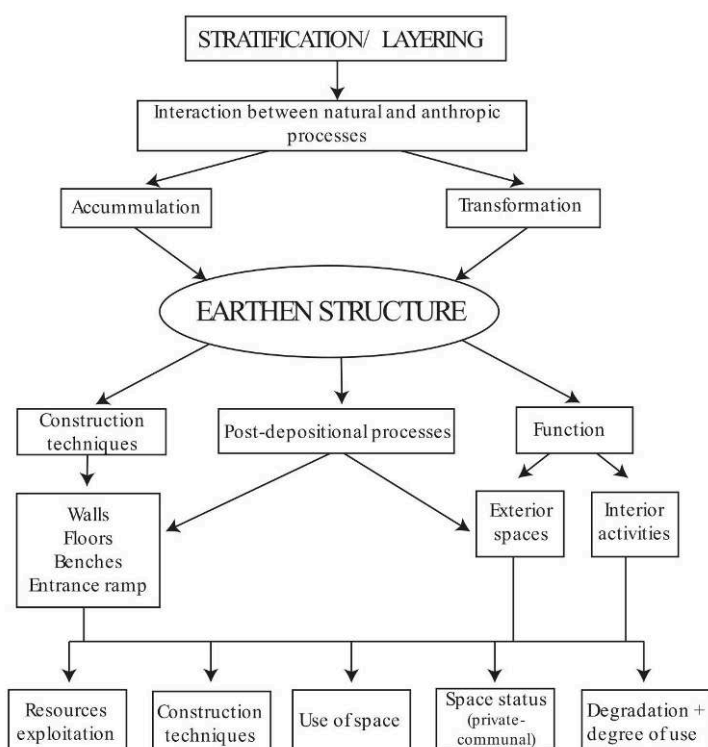 STRATIFICATION/ LAYERING
Interaction between natural and anthropic
processes
Accummulation
Transformation
EARTHEN STRUCTURE
Construction
techniques
Post-depositional processes
Function
Walls
Floors
Benches
Entrance ramp
Exterior
spaces
Interior
activities
Resources
exploitation
Construction
techniques
Use of space
Space status
(private-
communal)
Degradation +
degree of use